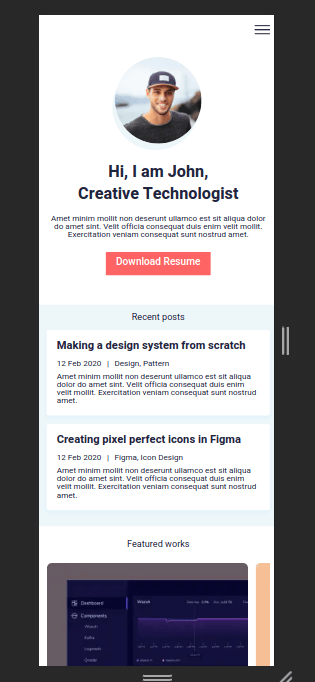 Hi, I am John,
Creative Technologist
Amet minim mollit non deserunt ullamco est sit aliqua dolor
do amet sint. Velit officia consequat duis enim velit mollit.
Exercitation veniam consequat sunt nostrud amet.
Download Resume
Recent posts
Making a design system from scratch
12 Feb 2020 | Design, Pattern
Amet minim mollit non deserunt ullamco est sit aliqua
dolor do amet sint. Velit officia consequat duis enim
velit mollit. Exercitation veniam consequat sunt nostrud
amet.
Creating pixel perfect icons in Figma
12 Feb 2020 | Figma, Icon Design
Amet minim mollit non deserunt ullamco est sit aliqua
dolor do amet sint. Velit officia consequat duis enim
velit mollit. Exercitation veniam consequat sunt nostrud
amet.
Featured works
Dashboard
Components